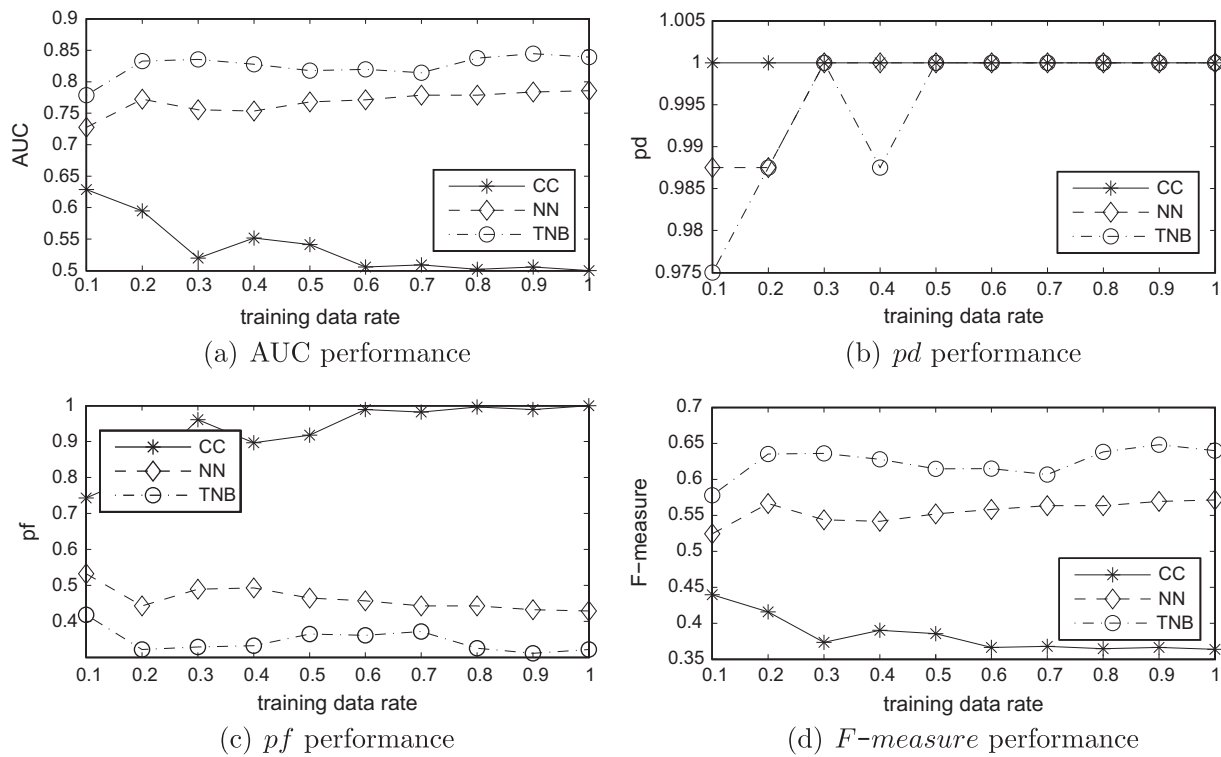 0.9
0.85
0.8
0.75
0.7
0.65
0.6
0.55
0.5
AUC
CC
NN
TNB
0.1 0.2 0.3 0.4 0.5 0.6 0.7 0.8 0.9 1
training data rate
(a) AUC performance
1.005
1
0.995
0.99
0.985
0.98
0.975
pd
CC
NN
TNB
0.1 0.2 0.3 0.4 0.5 0.6 0.7 0.8 0.9 1
training data rate
(b) pd performance
1
0.9
0.8
0.7
0.6
0.5
0.4
pf
CC
NN
TNB
0.1 0.2 0.3 0.4 0.5 0.6 0.7 0.8 0.9 1
training data rate
(c) pf performance
0.7
0.65
0.6
0.55
0.5
0.45
0.4
0.35
F-measure
CC
NN
TNB
0.1 0.2 0.3 0.4 0.5 0.6 0.7 0.8 0.9 1
training data rate
(d) F-measure performance